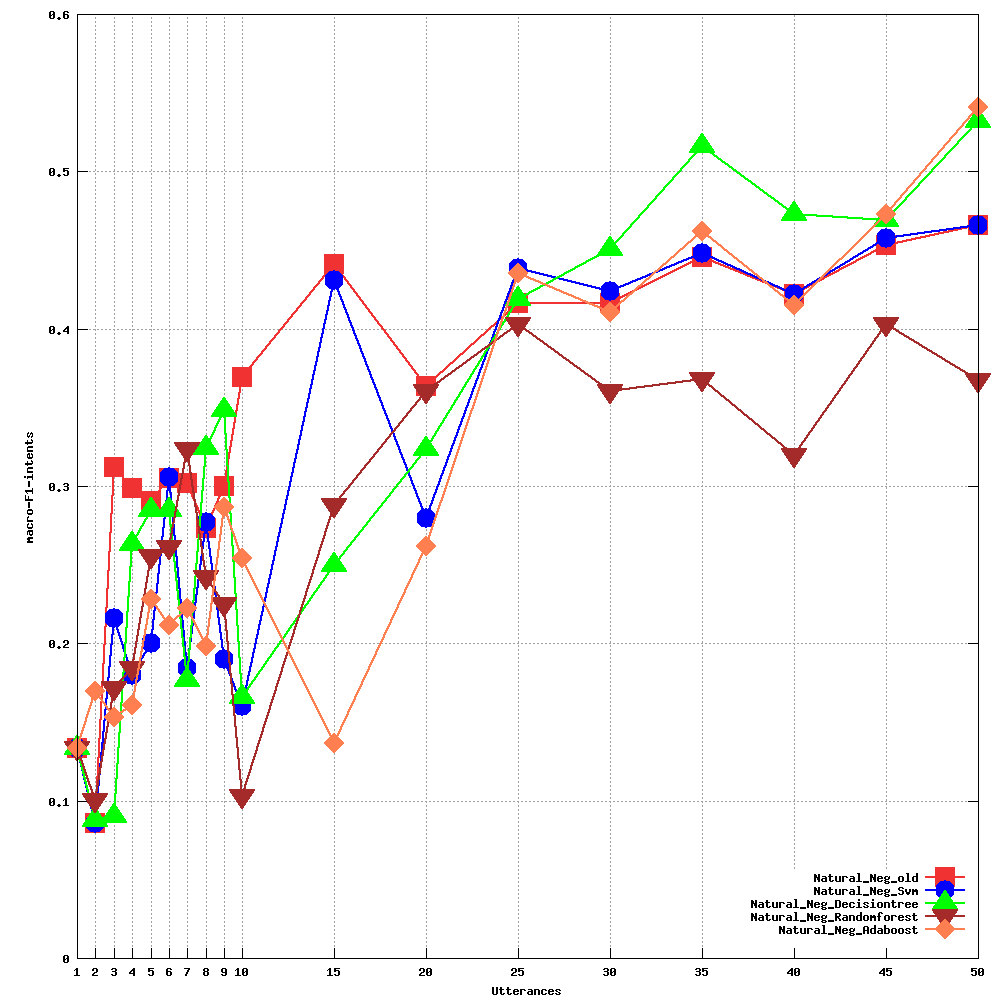 0.6
0.5
0.4
0.3
0.2
0.1
0
macro-F1-intents
Natural_Neg_old
Natural_Neg_Svm
Natural_Neg_Decisiontree
Natural_Neg_Randomforest
Natural_Neg_Adaboost
1 2 3 4 5 6 7 8 9 10 15 20 25 30 35 40 45 50
Utterances